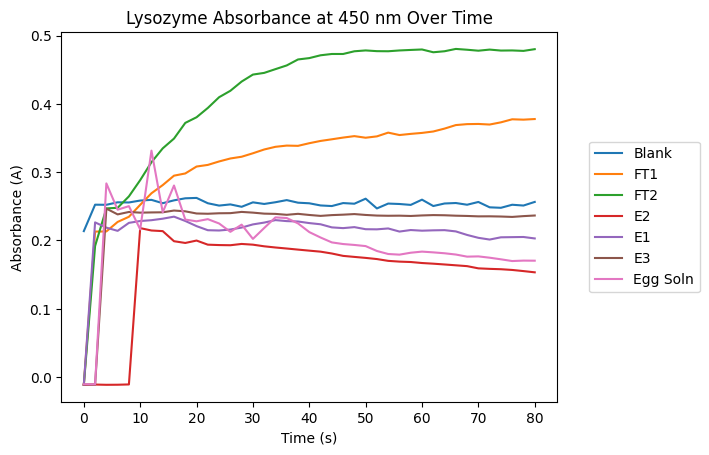 Lysozyme Absorbance at 450 nm Over Time
Absorbance (A)
0.5
0.4
0.3
0.2
0.1
0.0
0 10 20 30 40 50 60 70 80
Time (s)
Blank
FT1
FT2
E2
E1
E3
Egg Soln